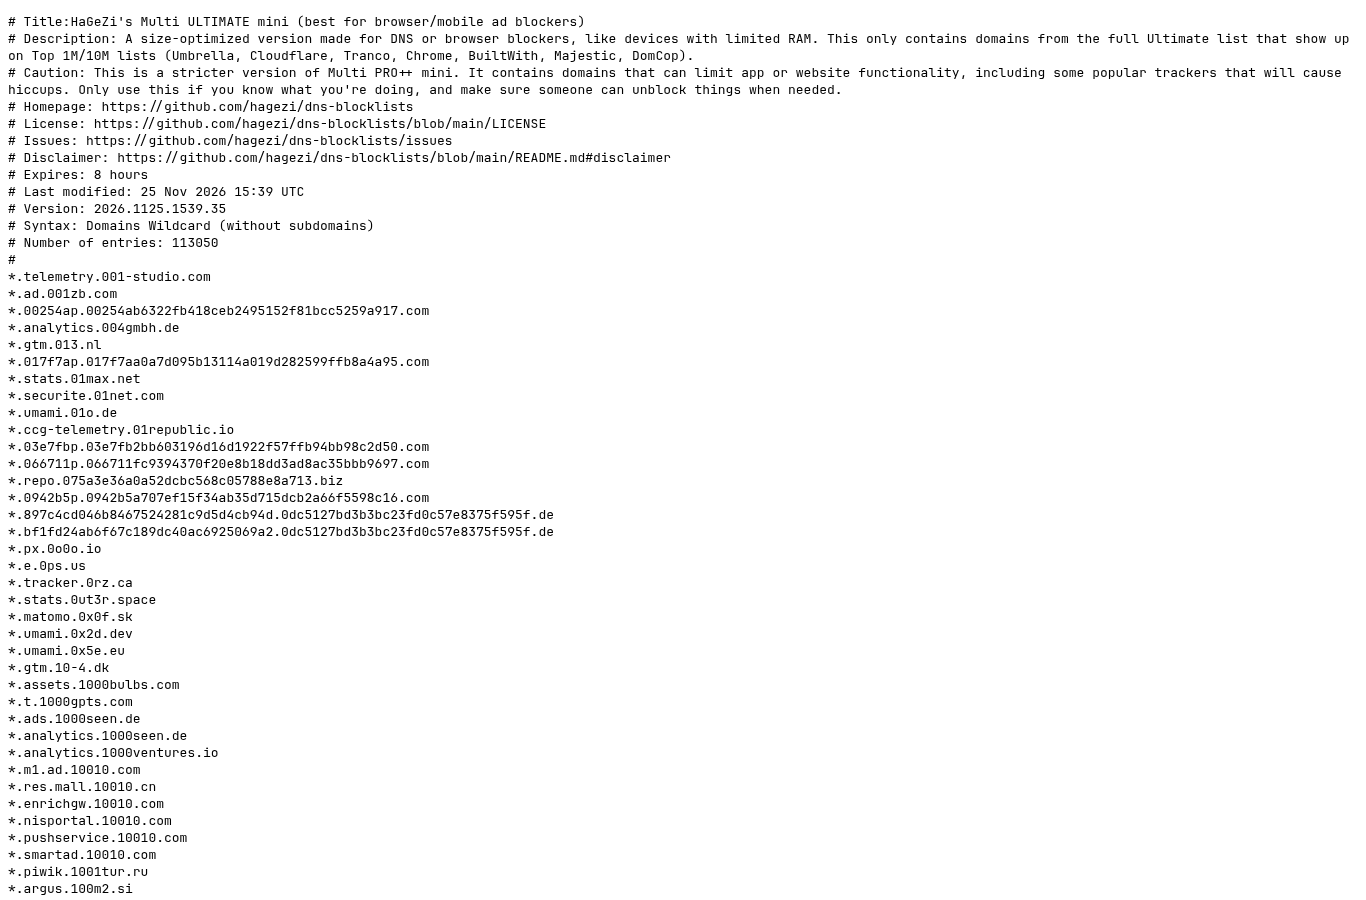 # Title:HaGeZi's Multi ULTIMATE mini (best for browser/mobile ad blockers)
# Description: A size-optimized version made for DNS or browser blockers, like devices with limited RAM. This only contains domains from the full Ultimate list that show up
on Top 1M/10M lists (Umbrella, Cloudflare, Tranco, Chrome, BuiltWith, Majestic, DomCop).
# Caution: This is a stricter version of Multi PRO++ mini. It contains domains that can limit app or website functionality, including some popular trackers that will cause
hiccups. Only use this if you know what you're doing, and make sure someone can unblock things when needed.
# Homepage: https://github.com/hagezi/dns-blocklists
# License: https://github.com/hagezi/dns-blocklists/blob/main/LICENSE
# Issues: https://github.com/hagezi/dns-blocklists/issues
# Disclaimer: https://github.com/hagezi/dns-blocklists/blob/main/README.md#disclaimer
# Expires: 8 hours
# Last modified: 25 Nov 2026 15:39 UTC
# Version: 2026.1125.1539.35
# Syntax: Domains Wildcard (without subdomains)
# Number of entries: 113050
#
*.telemetry.001-studio.com
*.ad.001zb.com
*.00254ap.00254ab6322fb418ceb2495152f81bcc5259a917.com
*.analytics.004gmbh.de
*.gtm.013.nl
*.017f7ap.017f7aa0a7d095b13114a019d282599ffb8a4a95.com
*.stats.01max.net
*.securite.01net.com
*.umami.01o.de
*.ccg-telemetry.01republic.io
*.03e7fbp.03e7fb2bb603196d16d1922f57ffb94bb98c2d50.com
*.066711p.066711fc9394370f20e8b18dd3ad8ac35bbb9697.com
*.repo.075a3e36a0a52dcbc568c05788e8a713.biz
*.0942b5p.0942b5a707ef15f34ab35d715dcb2a66f5598c16.com
*.897c4cd046b8467524281c9d5d4cb94d.0dc5127bd3b3bc23fd0c57e8375f595f.de
*.bf1fd24ab6f67c189dc40ac6925069a2.0dc5127bd3b3bc23fd0c57e8375f595f.de
*.px.0o0o.io
*.e.0ps.us
*.tracker.0rz.ca
*.stats.0ut3r.space
*.matomo.0x0f.sk
*.umami.0x2d.dev
*.umami.0x5e.eu
*.gtm.10-4.dk
*.assets.1000bulbs.com
*.t.1000gpts.com
*.ads.1000seen.de
*.analytics.1000seen.de
*.analytics.1000ventures.io
*.m1.ad.10010.com
*.res.mall.10010.cn
*.enrichgw.10010.com
*.nisportal.10010.com
*.pushservice.10010.com
*.smartad.10010.com
*.piwik.1001tur.ru
*.argus.100m2.si